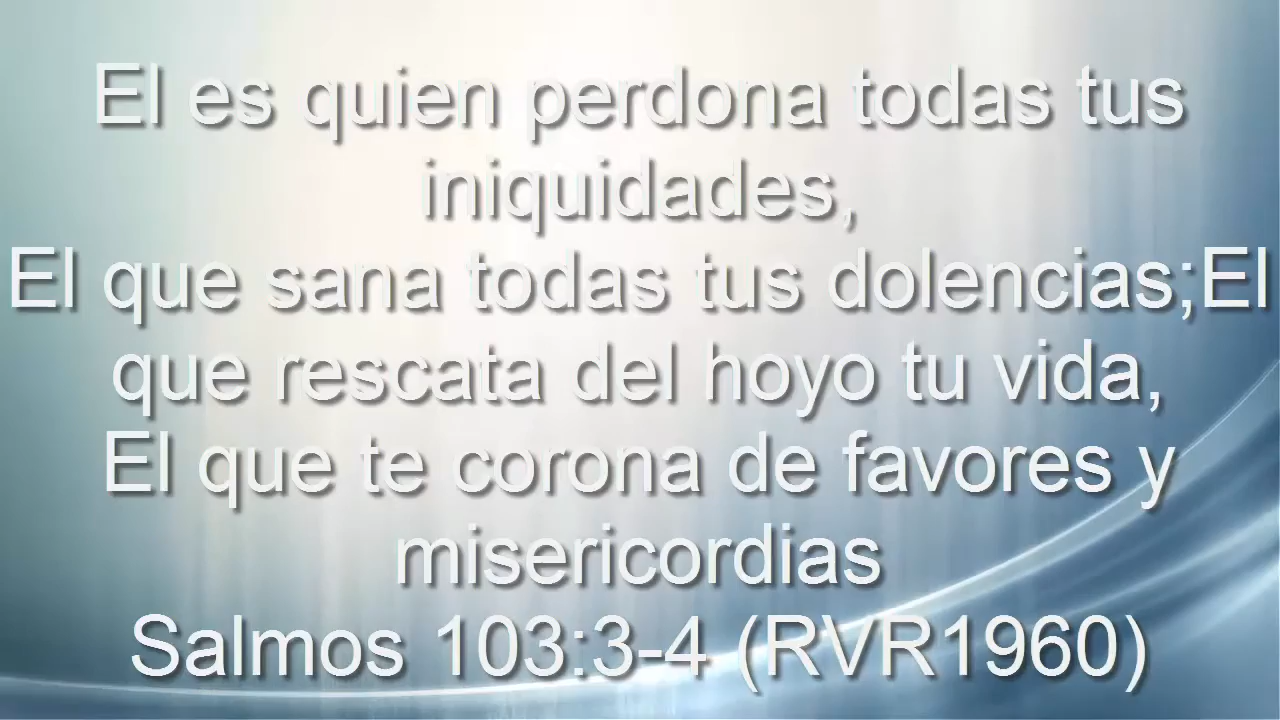 El es quien perdona todas tus
iniquidades,
El que sana todas tus dolencias;El
que rescata del hoyo tu vida,
El que te corona de favores y
misericordias
Salmos 103:3-4 (RVR1960)